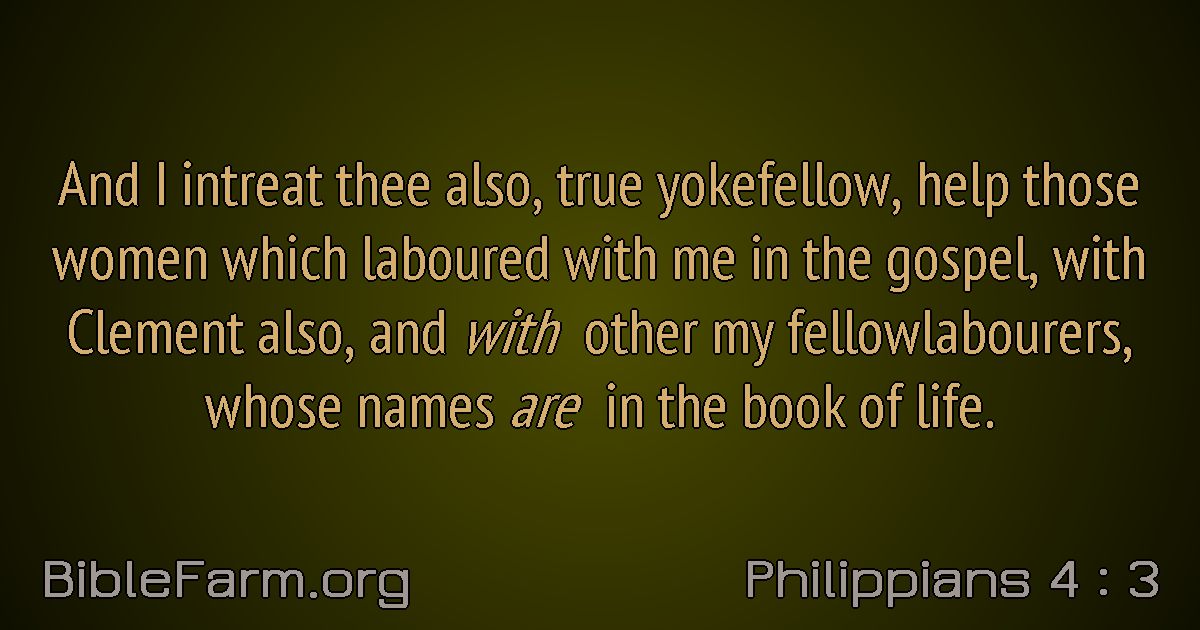 And I intreat thee also, true yokefellow, help those
women which laboured with me in the gospel, with
Clement also, and with other my fellowlabourers,
whose names are in the book of life.
BibleFarm.org
Philippians 4 : 3